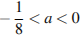 −1/8 < a < 0